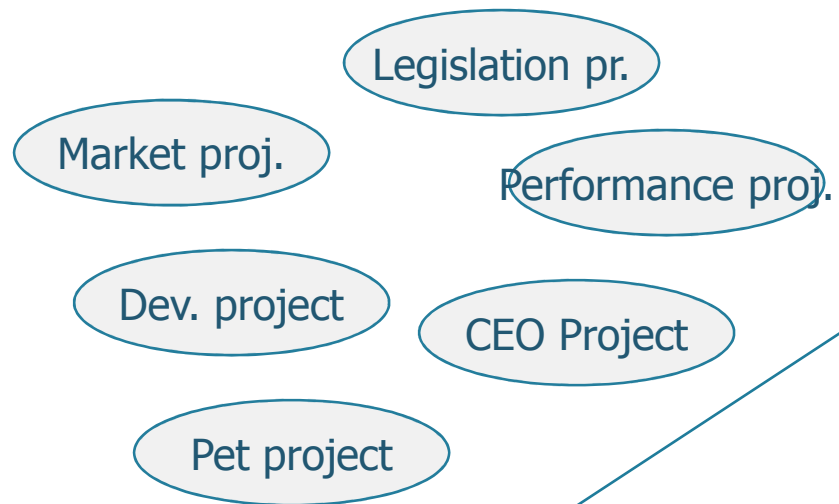 Legislation pr.
Market proj.
Performance proj.
Dev. project
CEO Project
Pet project